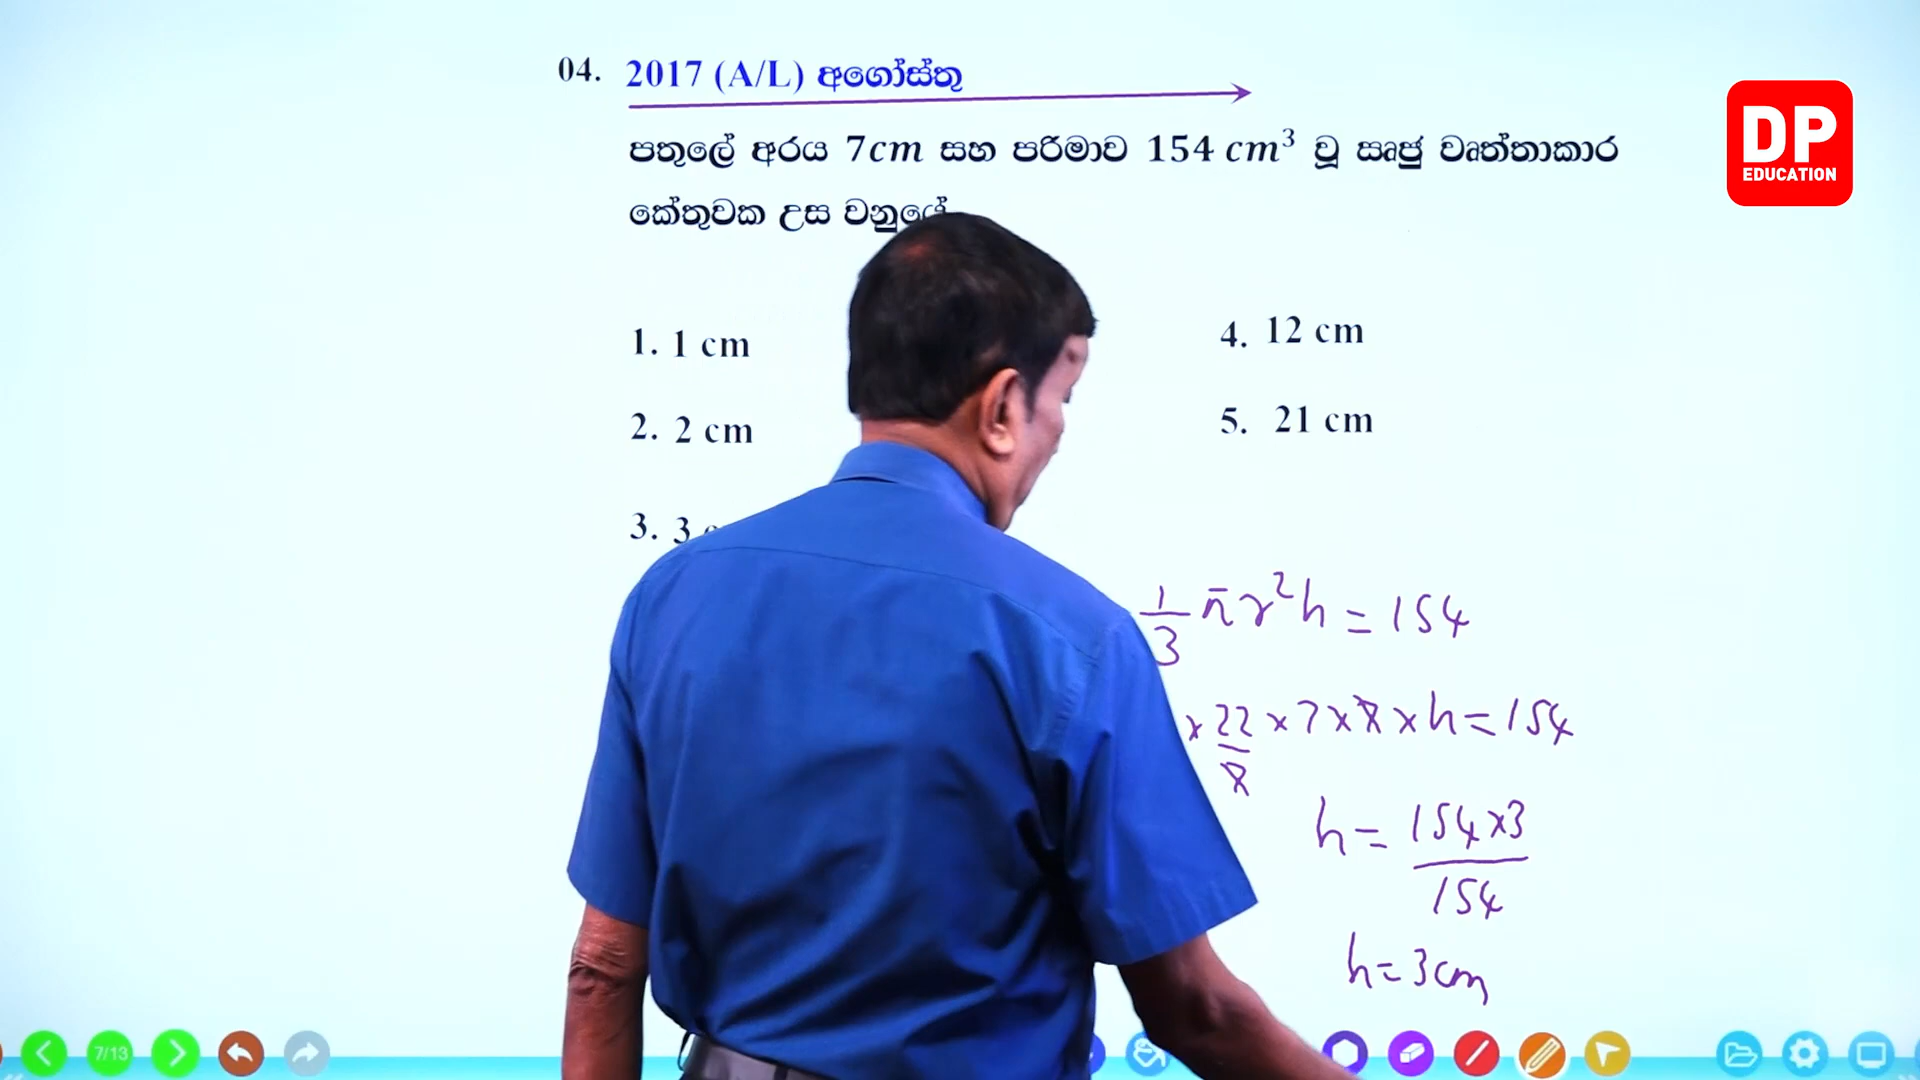 04. 2017 (A/L) අගෝස්තු
පතුලේ අරය 7cm සහ පරිමාව 154 cm³ වූ සෘජු වෘත්තාකාර
කේතුවක උස වනුයේ
1. 1 cm
2. 2 cm
3. 3
4. 12 cm
5. 21 cm
1/3 π r² h = 154
× 22/7 × 7 × 7 × h = 154
h = 154×3/154
h = 3cm
DP
EDUCATION
7/13